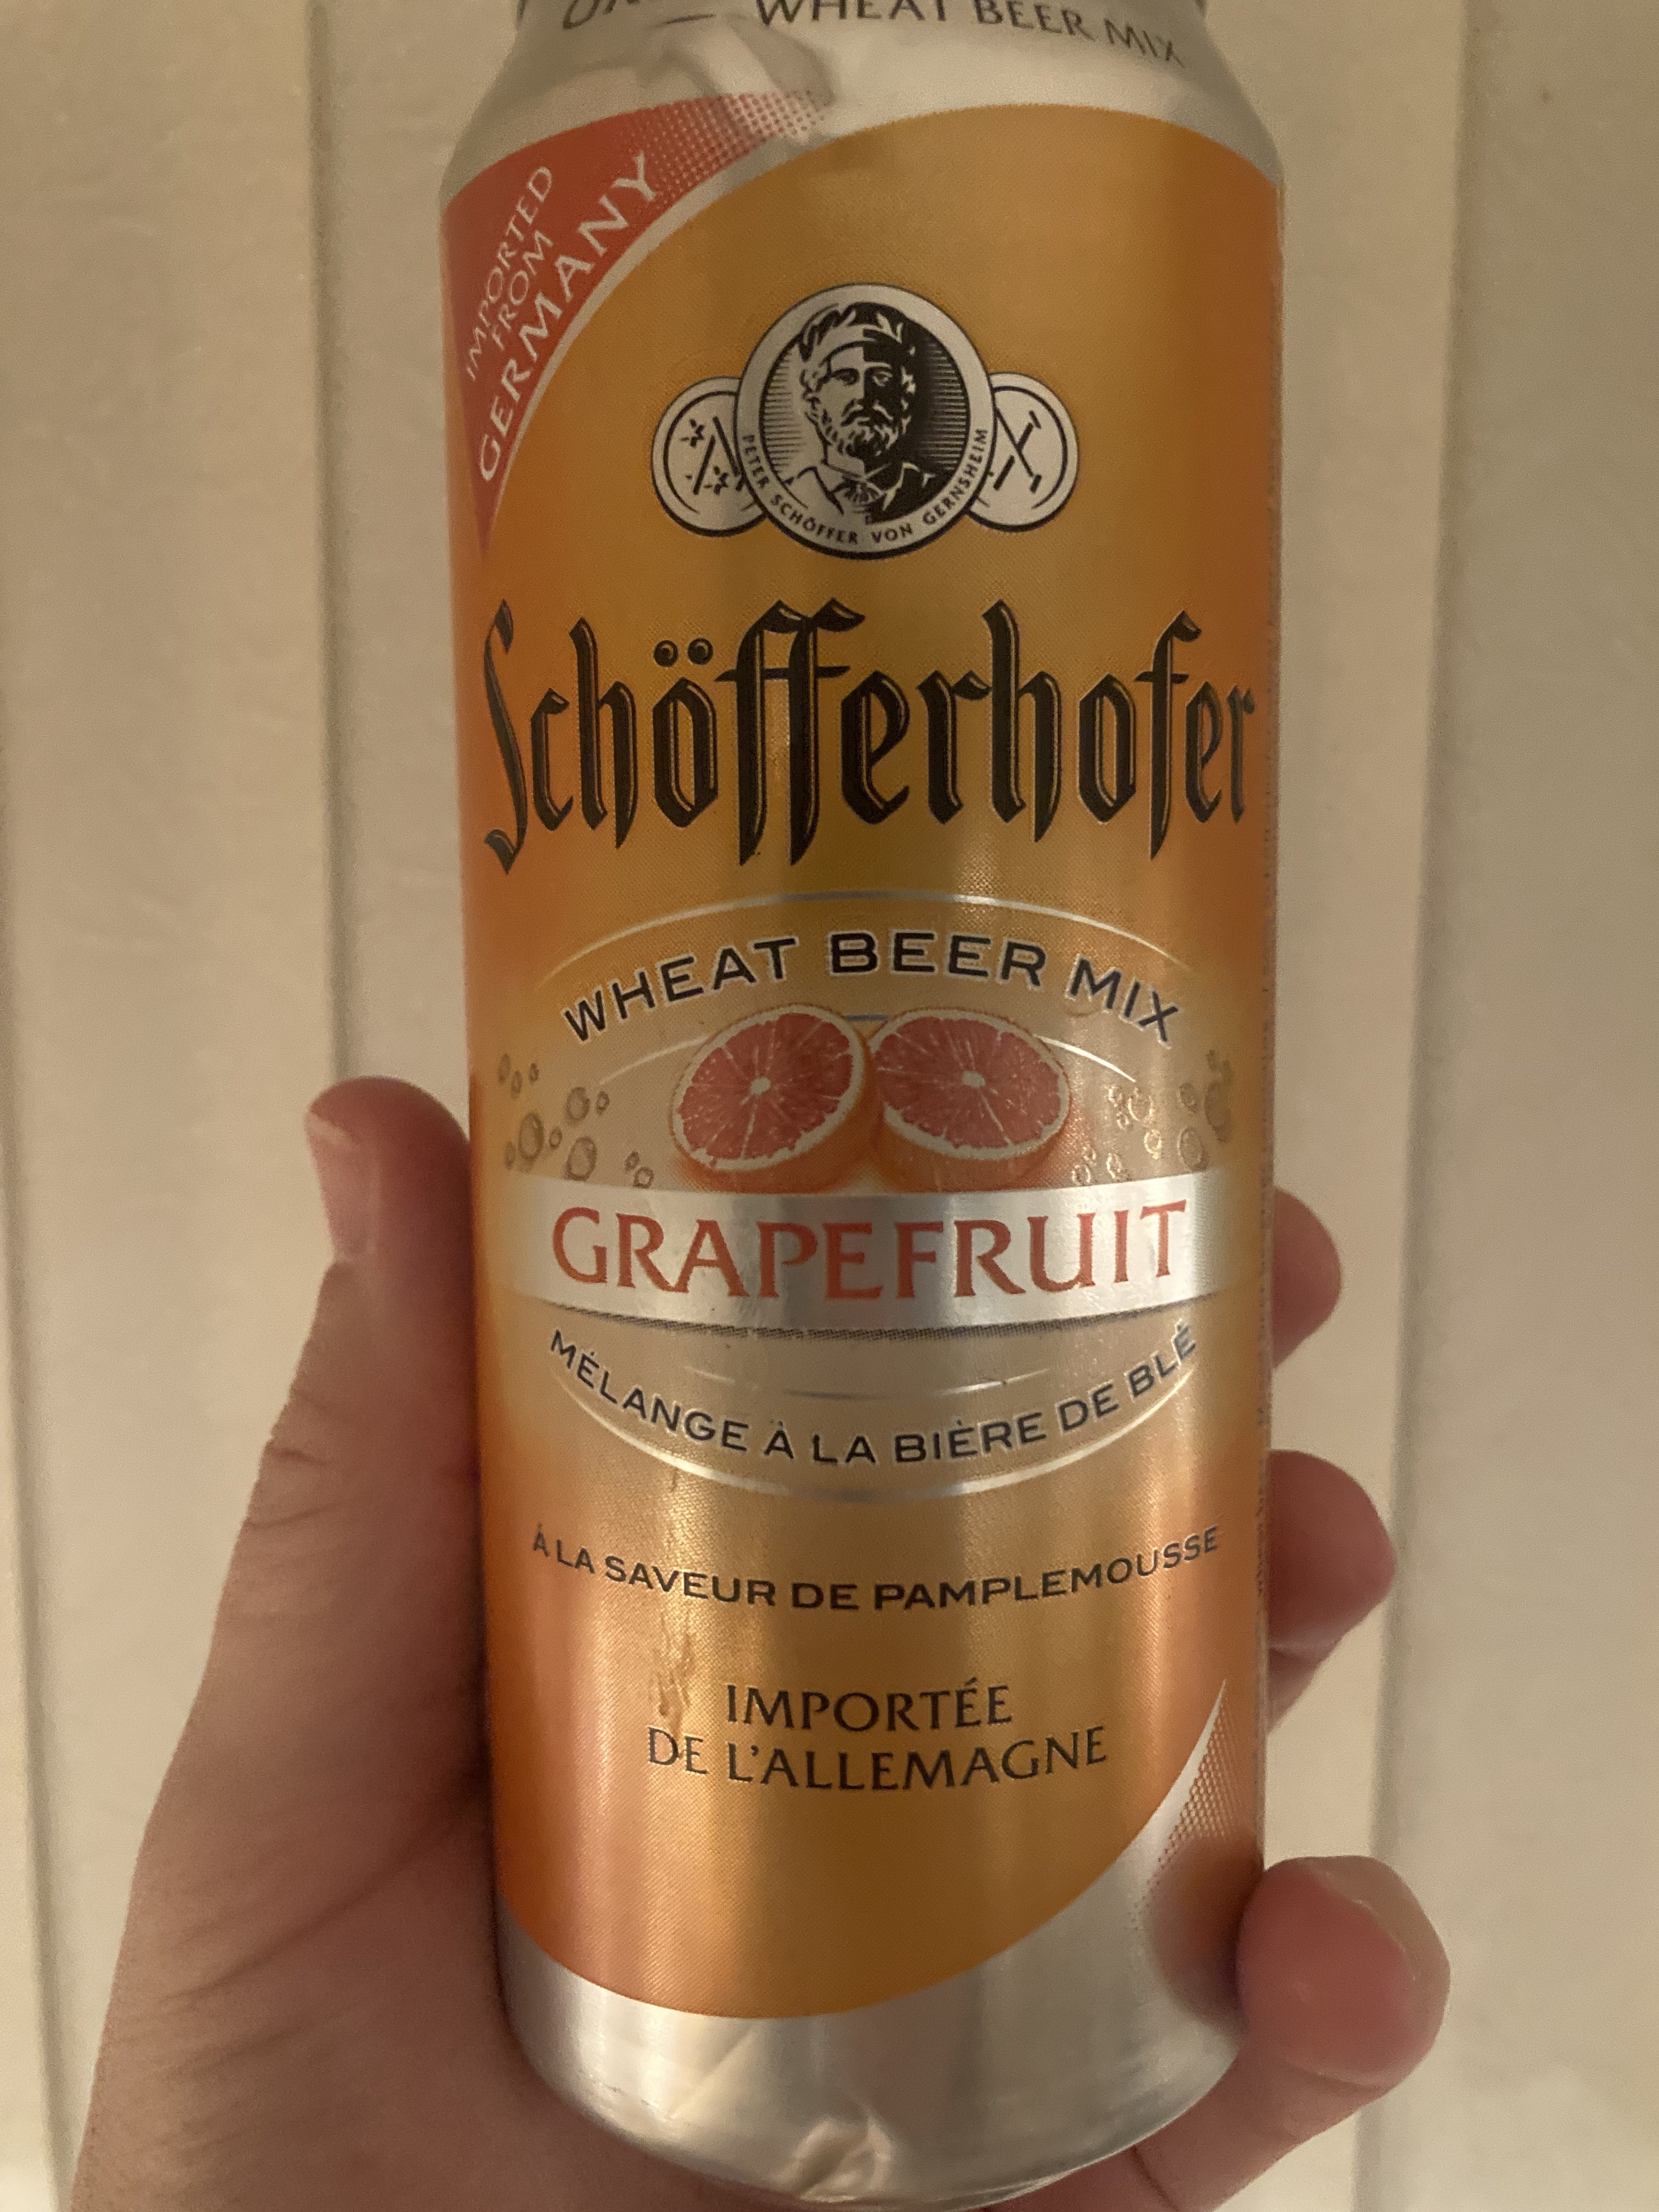 WHEAT BEER MIX
IMPORTED
FROM
GERMANY
PETER SCHÖFFER VON GERNSHEIM
Schöfferhofer
WHEAT BEER MIX
GRAPEFRUIT
MÉLANGE À LA BIÈRE DE BLÉ
À LA SAVEUR DE PAMPLEMOUSSE
IMPORTÉE
DE L'ALLEMAGNE